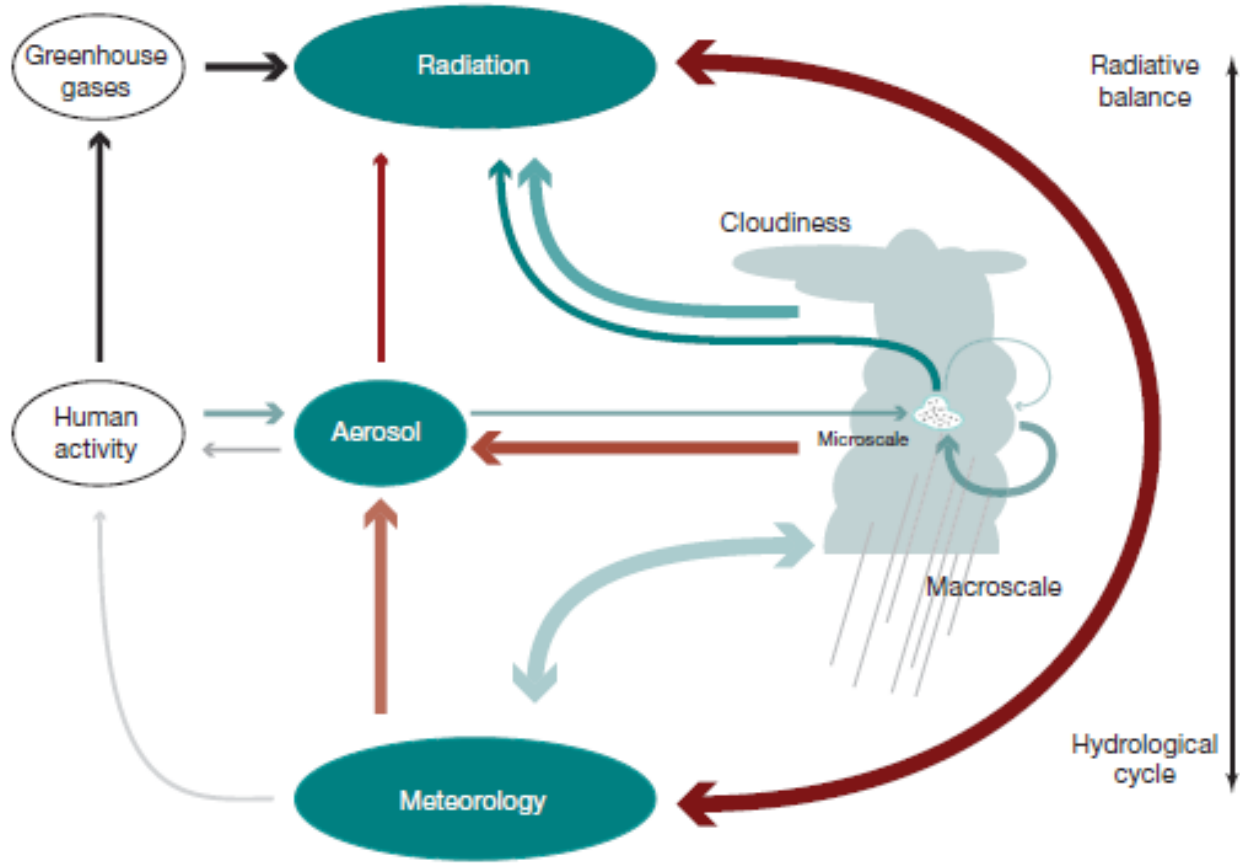 Greenhouse
gases
Radiation
Radiative
balance
Cloudiness
Human
activity
Aerosol
Microscale
Macroscale
Hydrological
cycle
Meteorology